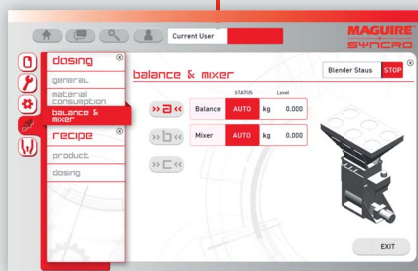 MAGUIRE
+
SYNCRO
Current User
dosing
general
material
consumption
balance &
mixer
recipe
product
dosing
balance & mixer
Blender Staus
STOP
STATUS
Level
>> a <<
Balance
AUTO
kg
0.000
>> b <<
Mixer
AUTO
kg
0.000
>> c <<
EXIT